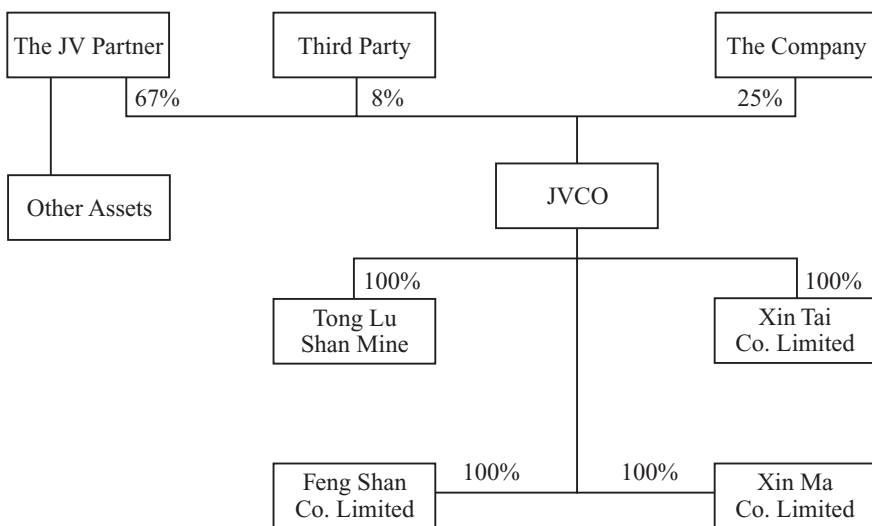 The JV Partner
Third Party
The Company
67%
8%
25%
Other Assets
JVCO
100%
100%
Tong Lu
Shan Mine
Xin Tai
Co. Limited
Feng Shan
Co. Limited
100%
100%
Xin Ma
Co. Limited